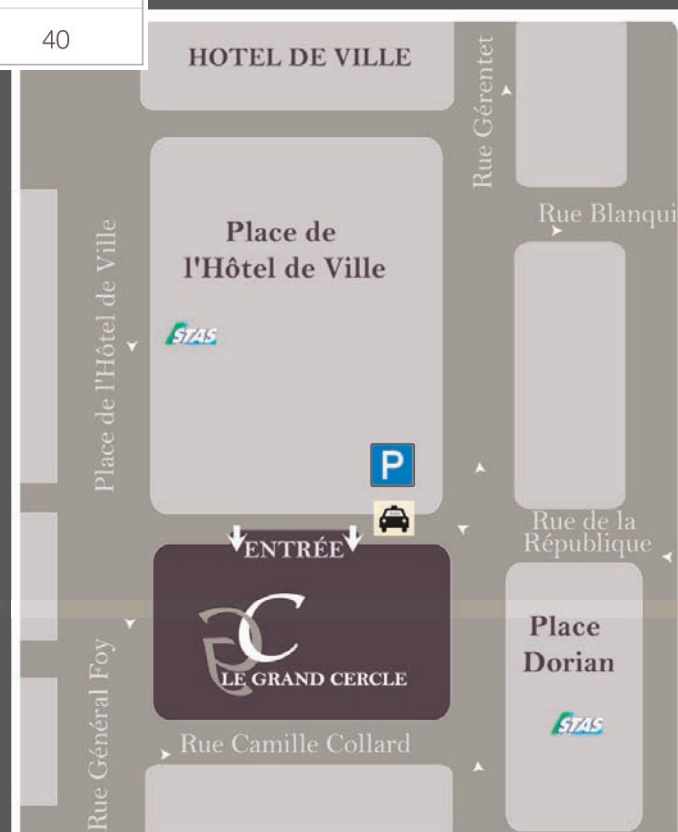 40
HOTEL DE VILLE
Rue Gérentet
Rue Blanqui
Place de
l'Hôtel de Ville
Place de l'Hôtel de Ville
STAS
P
Rue de la
République
ENTRÉE
GC
LE GRAND CERCLE
Place
Dorian
STAS
Rue Général Foy
Rue Camille Collard